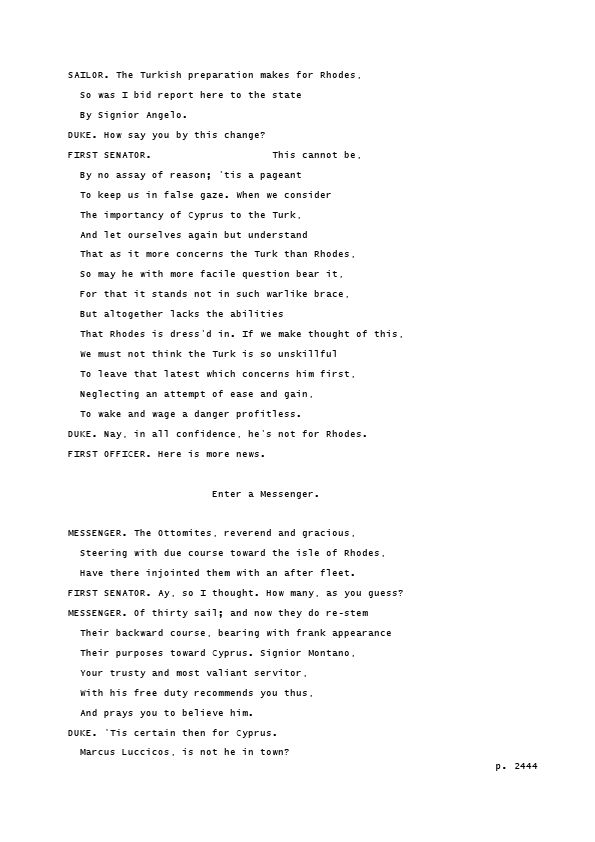 SAILOR. The Turkish preparation makes for Rhodes,
So was I bid report here to the state
By Signior Angelo.
DUKE. How say you by this change?
FIRST SENATOR. This cannot be,
By no assay of reason; 'tis a pageant
To keep us in false gaze. When we consider
The importancy of Cyprus to the Turk,
And let ourselves again but understand
That as it more concerns the Turk than Rhodes,
So may he with more facile question bear it,
For that it stands not in such warlike brace,
But altogether lacks the abilities
That Rhodes is dress'd in. If we make thought of this,
We must not think the Turk is so unskillful
To leave that latest which concerns him first,
Neglecting an attempt of ease and gain,
To wake and wage a danger profitless.
DUKE. Nay, in all confidence, he's not for Rhodes.
FIRST OFFICER. Here is more news.
Enter a Messenger.
MESSENGER. The Ottomites, reverend and gracious,
Steering with due course toward the isle of Rhodes,
Have there injointed them with an after fleet.
FIRST SENATOR. Ay, so I thought. How many, as you guess?
MESSENGER. Of thirty sail; and now they do re-stem
Their backward course, bearing with frank appearance
Their purposes toward Cyprus. Signior Montano,
Your trusty and most valiant servitor,
With his free duty recommends you thus,
And prays you to believe him.
DUKE. 'Tis certain then for Cyprus.
Marcus Luccicos, is not he in town?
p. 2444